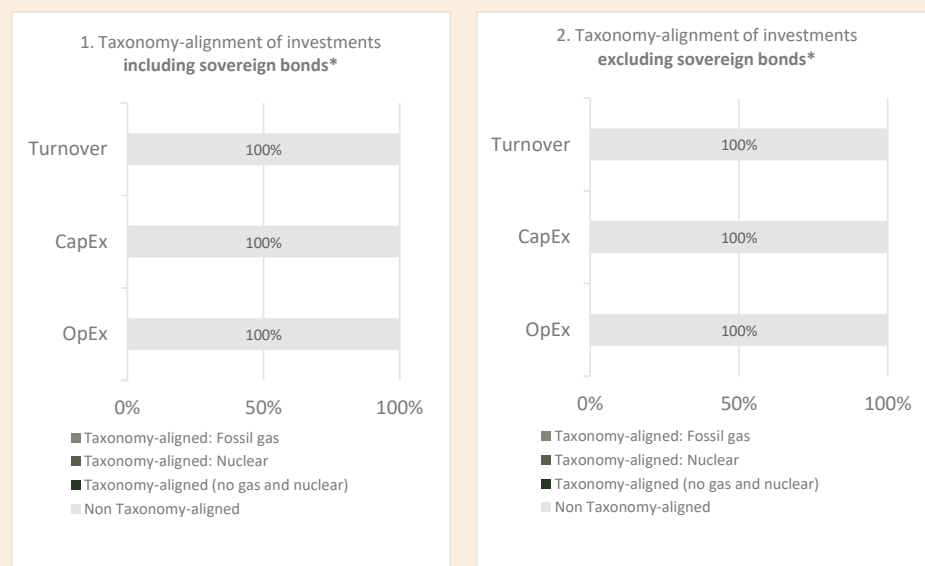 1. Taxonomy-alignment of investments
including sovereign bonds*
Turnover
100%
CapEx
100%
OpEx
100%
0%
50%
100%
Taxonomy-aligned: Fossil gas
Taxonomy-aligned: Nuclear
Taxonomy-aligned (no gas and nuclear)
Non Taxonomy-aligned
2. Taxonomy-alignment of investments
excluding sovereign bonds*
Turnover
100%
CapEx
100%
OpEx
100%
0%
50%
100%
Taxonomy-aligned: Fossil gas
Taxonomy-aligned: Nuclear
Taxonomy-aligned (no gas and nuclear)
Non Taxonomy-aligned